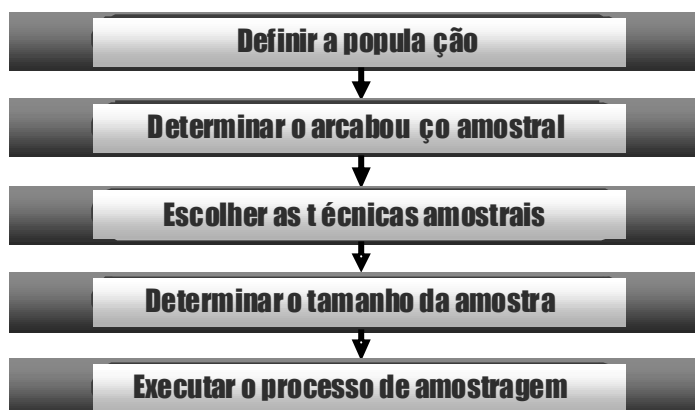 Definir a popula ção
Determinar o arcabou ço amostral
Escolher as t écnicas amostrais
Determinar o tamanho da amostra
Executar o processo de amostragem